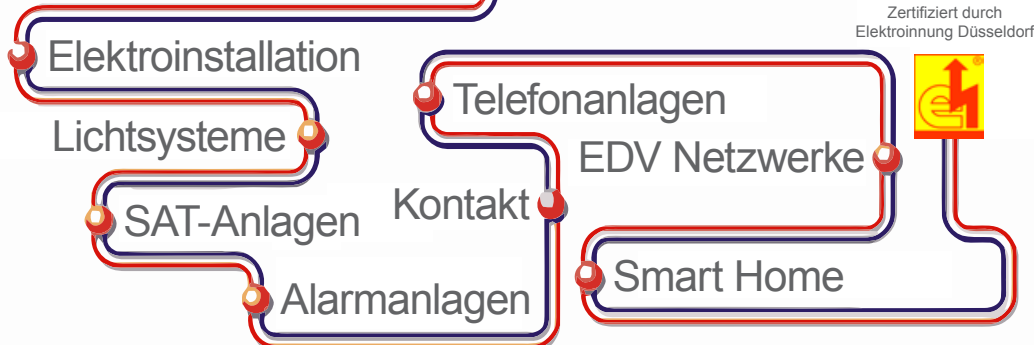 Zertifiziert durch
Elektroinnung Düsseldorf
Elektroinstallation
Telefonanlagen
Lichtsysteme
EDV Netzwerke
Kontakt
SAT-Anlagen
Smart Home
Alarmanlagen